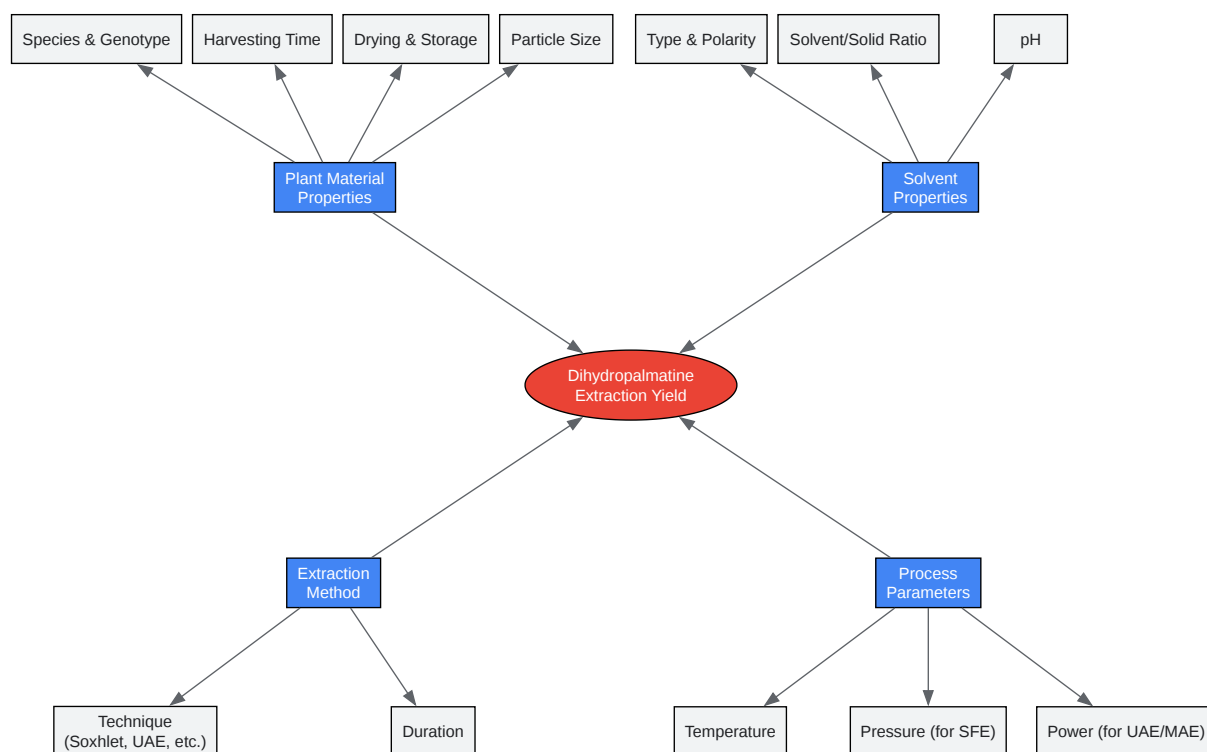 Species & Genotype
Harvesting Time
Drying & Storage
Particle Size
Type & Polarity
Solvent/Solid Ratio
pH
Plant Material
Properties
Solvent
Properties
Dihydropalmatine
Extraction Yield
Extraction
Method
Process
Parameters
Technique
(Soxhlet, UAE, etc.)
Duration
Temperature
Pressure (for SFE)
Power (for UAE/MAE)